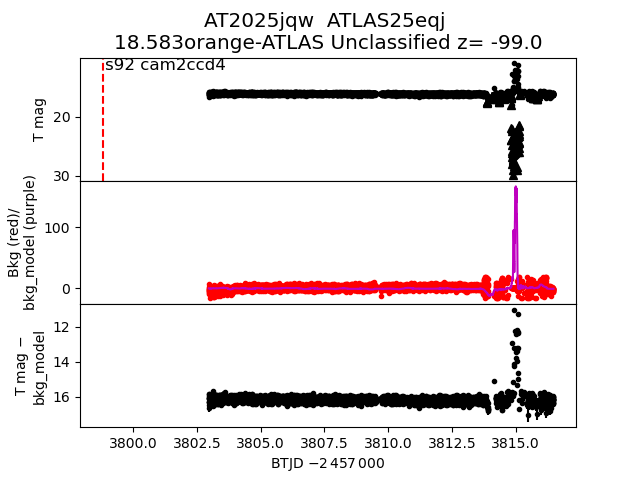 AT2025jqw  ATLAS25eqj
18.583orange-ATLAS Unclassified z= -99.0
s92 cam2ccd4
T mag
20
30
Bkg (red)/
bkg_model (purple)
100
0
T mag −
bkg_model
12
14
16
3800.0 3802.5 3805.0 3807.5 3810.0 3812.5 3815.0
BTJD −2 457 000